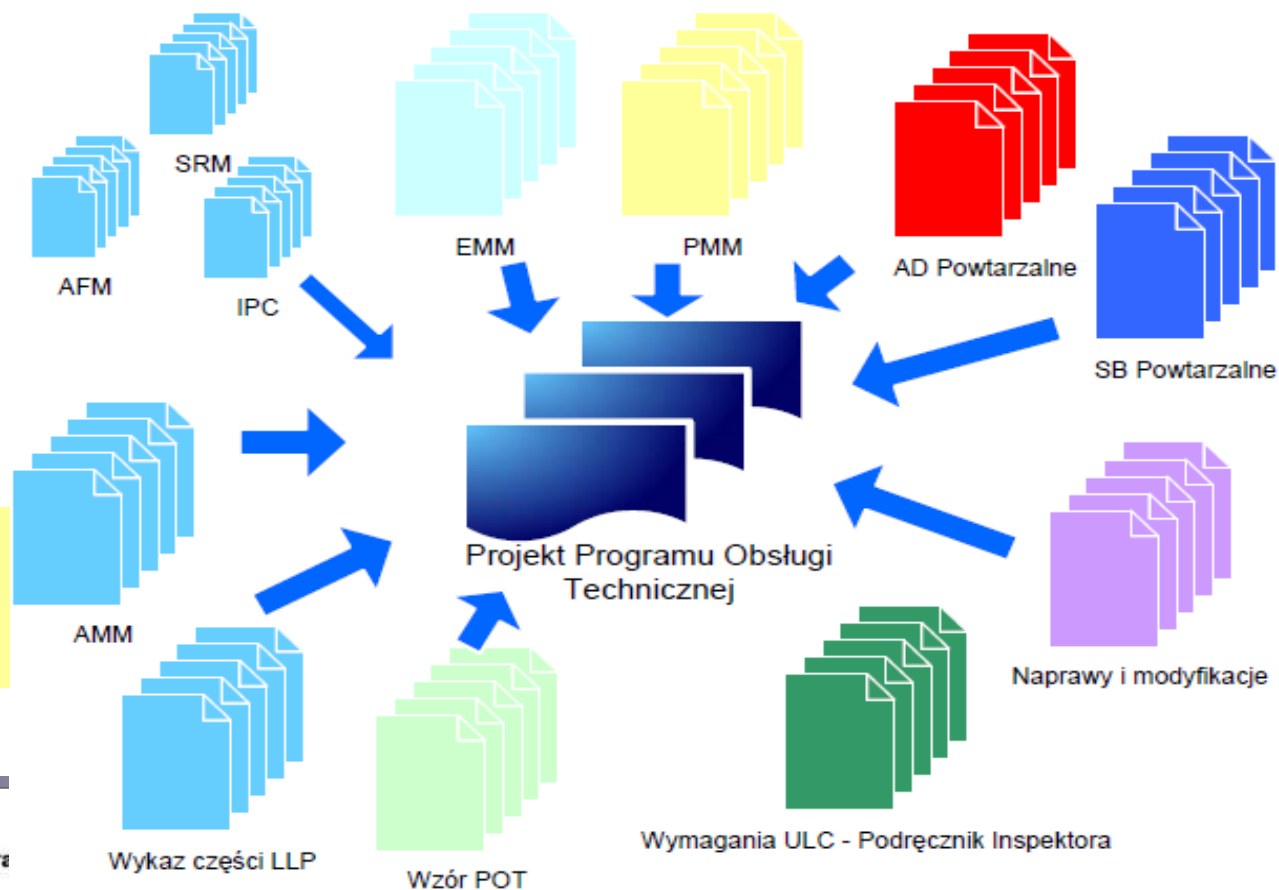 SRM
AFM
IPC
EMM
PMM
AD Powtarzalne
SB Powtarzalne
Projekt Programu Obsługi
Technicznej
AMM
Naprawy i modyfikacje
Wykaz części LLP
Wzór POT
Wymagania ULC - Podręcznik Inspektora